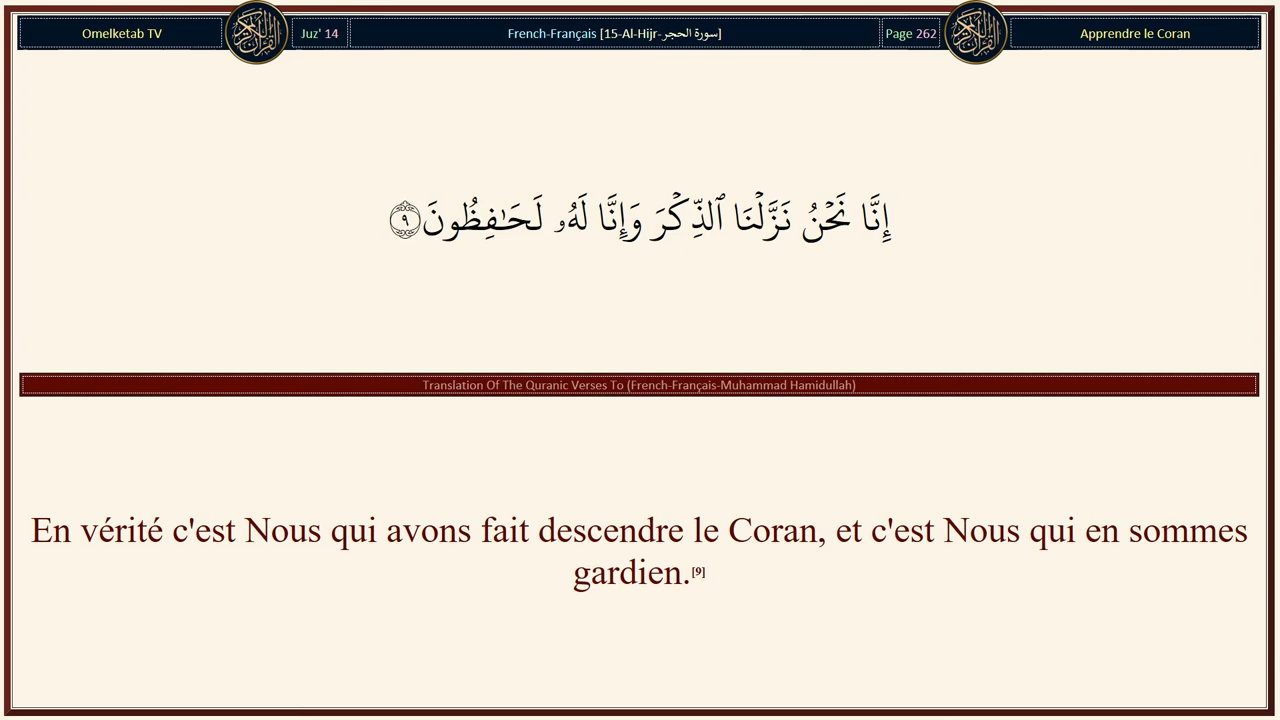 Omelketab TV
Juz' 14
French-Français [15-Al-Hijr-سورة الحجر]
Page 262
Apprendre le Coran
إِنَّا نَحْنُ نَزَّلْنَا ٱلذِّكْرَ وَإِنَّا لَهُۥ لَحَـٰفِظُونَ ۝٩
Translation Of The Quranic Verses To (French-Français-Muhammad Hamidullah)
En vérité c'est Nous qui avons fait descendre le Coran, et c'est Nous qui en sommes
gardien.[9]